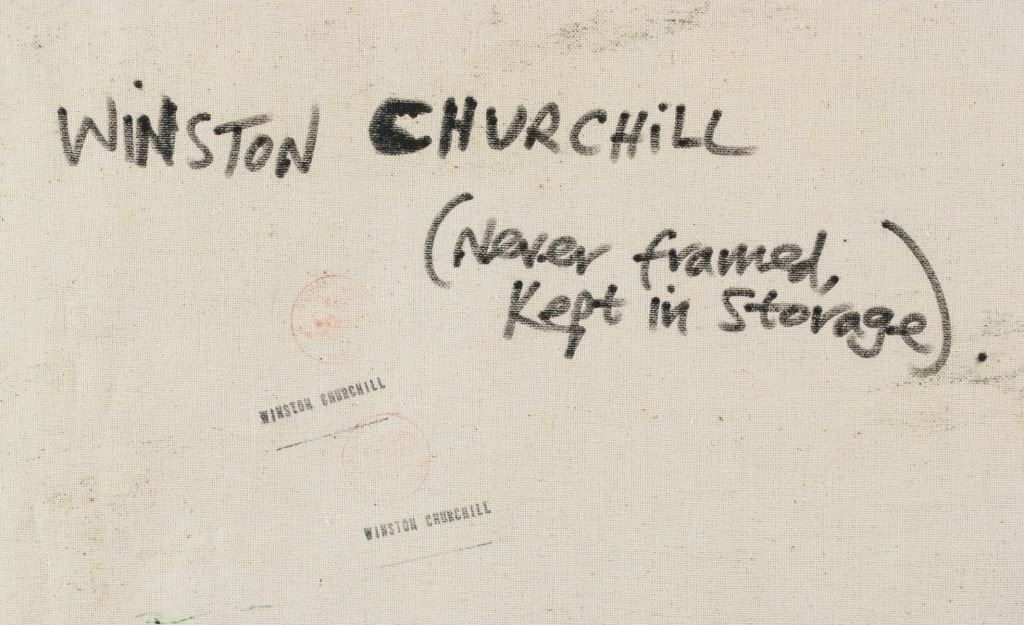 WiNSTON CHURCHiLL
(Never framed,
Kept in Storage).
WINSTON CHURCHILL
WINSTON CHURCHILL